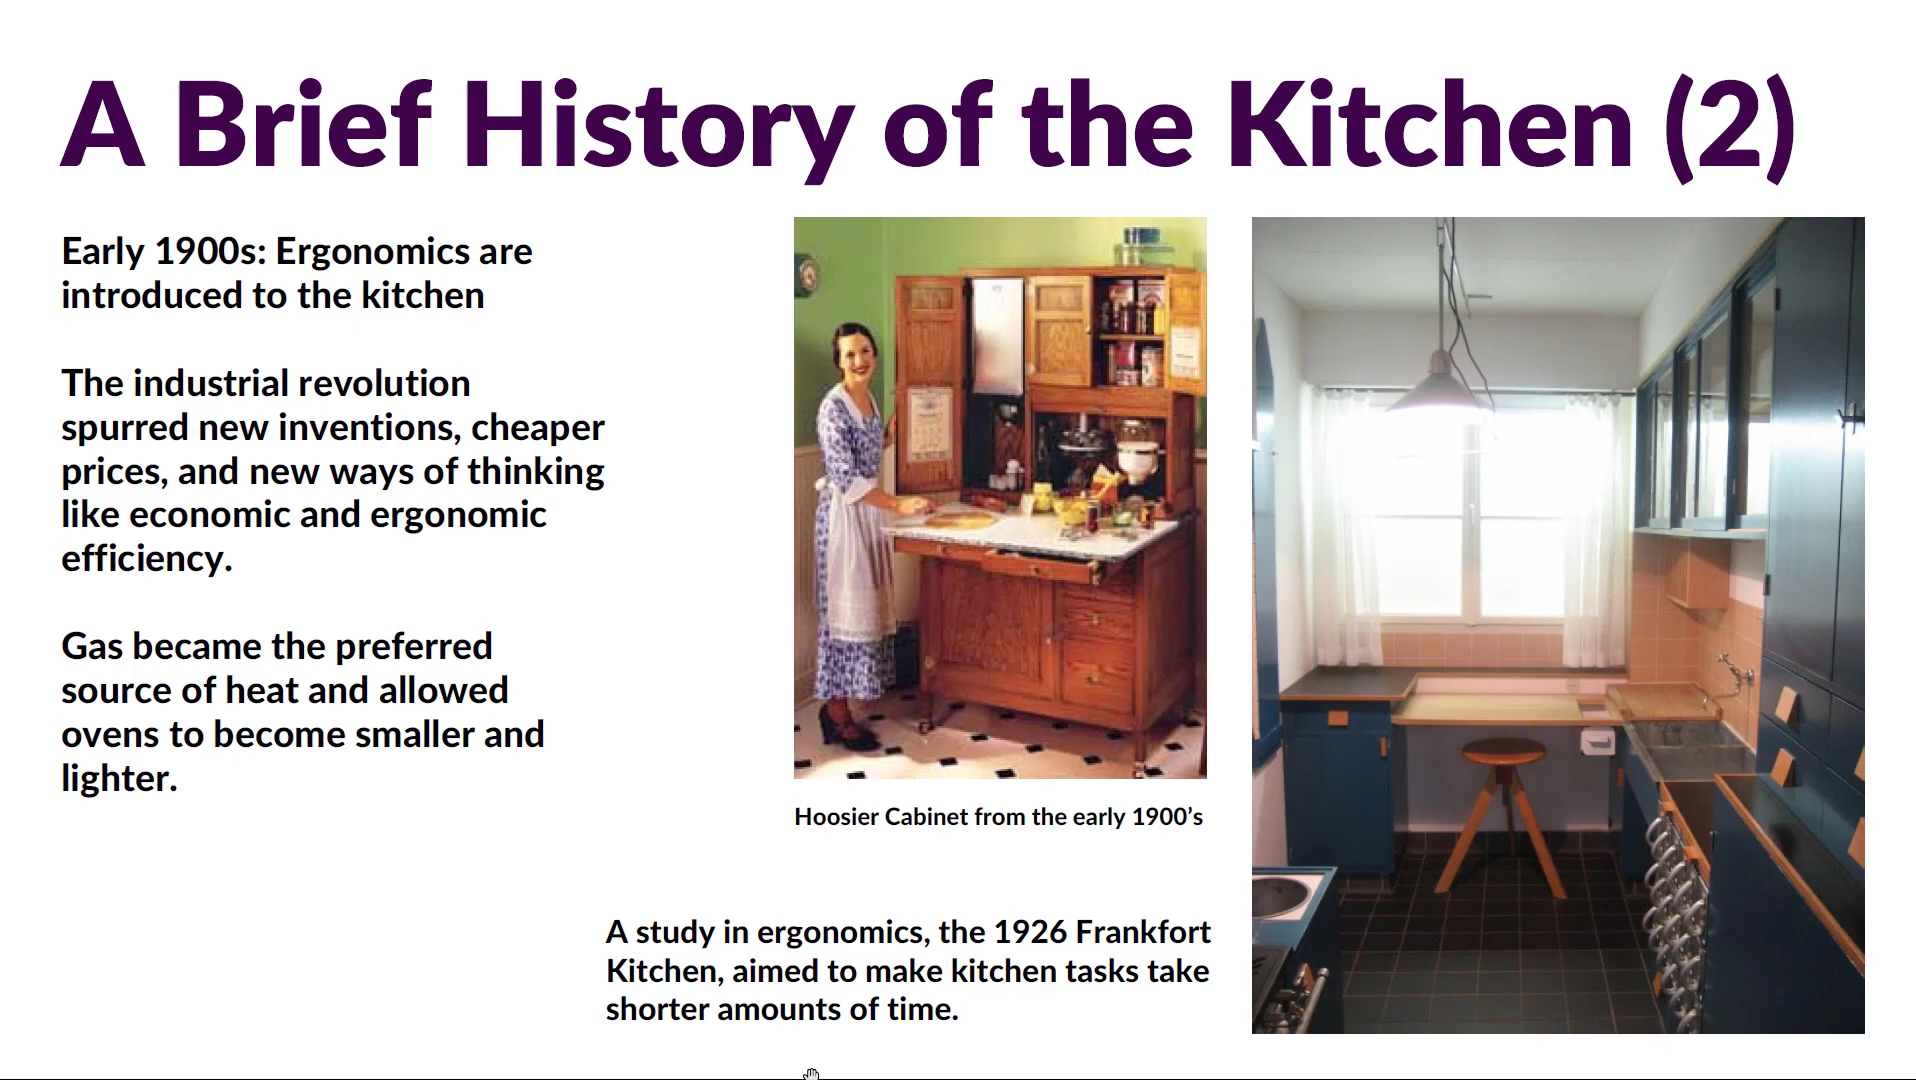 A Brief History of the Kitchen (2)
Early 1900s: Ergonomics are
introduced to the kitchen
The industrial revolution
spurred new inventions, cheaper
prices, and new ways of thinking
like economic and ergonomic
efficiency.
Gas became the preferred
source of heat and allowed
ovens to become smaller and
lighter.
Hoosier Cabinet from the early 1900’s
A study in ergonomics, the 1926 Frankfort
Kitchen, aimed to make kitchen tasks take
shorter amounts of time.